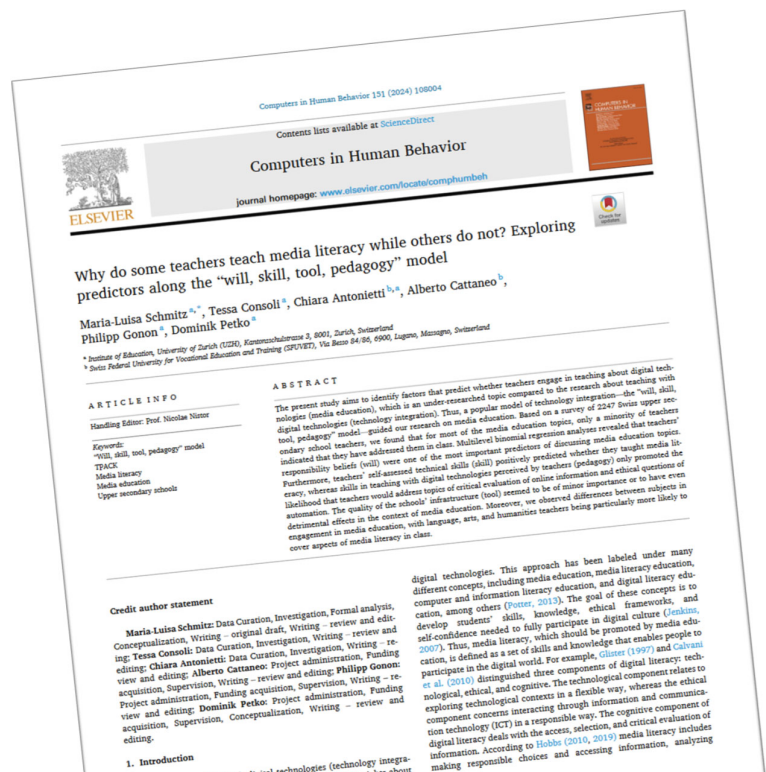 Computers in Human Behavior 151 (2024) 108004
Contents lists available at ScienceDirect
Computers in Human Behavior
journal homepage: www.elsevier.com/locate/comphumbeh
ELSEVIER
COMPUTERS IN
HUMAN BEHAVIOR
Check for
updates
Why do some teachers teach media literacy while others do not? Exploring
predictors along the “will, skill, tool, pedagogy” model
Maria-Luisa Schmitz a,*, Tessa Consoli a, Chiara Antonietti b,a, Alberto Cattaneo b,
Philipp Gonon a, Dominik Petko a
a Institute of Education, University of Zurich (UZH), Kantonsschulstrasse 3, 8001, Zurich, Switzerland
b Swiss Federal University for Vocational Education and Training (SFUVET), Via Besso 84/86, 6900, Lugano, Massagno, Switzerland
ARTICLE INFO
Handling Editor: Prof. Nicolae Nistor
Keywords:
“Will, skill, tool, pedagogy” model
TPACK
Media literacy
Media education
Upper secondary schools
ABSTRACT
The present study aims to identify factors that predict whether teachers engage in teaching about digital tech-
nologies (media education), which is an under-researched topic compared to the research about teaching with
digital technologies (technology integration). Thus, a popular model of technology integration—the “will, skill,
tool, pedagogy” model—guided our research on media education. Based on a survey of 2247 Swiss upper sec-
ondary school teachers, we found that for most of the media education topics, only a minority of teachers
indicated that they have addressed them in class. Multilevel binomial regression analyses revealed that teachers’
responsibility beliefs (will) were one of the most important predictors of discussing media education topics.
Furthermore, teachers’ self-assessed technical skills (skill) positively predicted whether they taught media lit-
eracy, whereas skills in teaching with digital technologies perceived by teachers (pedagogy) only promoted the
likelihood that teachers would address topics of critical evaluation of online information and ethical questions of
automation. The quality of the schools’ infrastructure (tool) seemed to be of minor importance or to have even
detrimental effects in the context of media education. Moreover, we observed differences between subjects in
engagement in media education, with language, arts, and humanities teachers being particularly more likely to
cover aspects of media literacy in class.
Credit author statement
Maria-Luisa Schmitz: Data Curation, Investigation, Formal analysis,
Conceptualization, Writing – original draft, Writing – review and edit-
ing; Tessa Consoli: Data Curation, Investigation, Writing – review and
editing; Chiara Antonietti: Data Curation, Investigation, Writing – re-
view and editing; Alberto Cattaneo: Project administration, Funding
acquisition, Supervision, Writing – review and editing; Philipp Gonon:
Project administration, Funding acquisition, Supervision, Writing – re-
view and editing; Dominik Petko: Project administration, Funding
acquisition, Supervision, Conceptualization, Writing – review and
editing.
1. Introduction
digital technologies (technology integra-
about
digital technologies. This approach has been labeled under many
different concepts, including media education, media literacy education,
computer and information literacy education, and digital literacy edu-
cation, among others (Potter, 2013). The goal of these concepts is to
develop students’ skills, knowledge, ethical frameworks, and
self-confidence needed to fully participate in digital culture (Jenkins,
2007). Thus, media literacy, which should be promoted by media edu-
cation, is defined as a set of skills and knowledge that enables people to
participate in the digital world. For example, Glister (1997) and Calvani
et al. (2010) distinguished three components of digital literacy: tech-
nological, ethical, and cognitive. The technological component relates to
exploring technological contexts in a flexible way, whereas the ethical
component concerns interacting through information and communica-
tion technology (ICT) in a responsible way. The cognitive component of
digital literacy deals with the access, selection, and critical evaluation of
information. According to Hobbs (2010, 2019) media literacy includes
making responsible choices and accessing information, analyzing